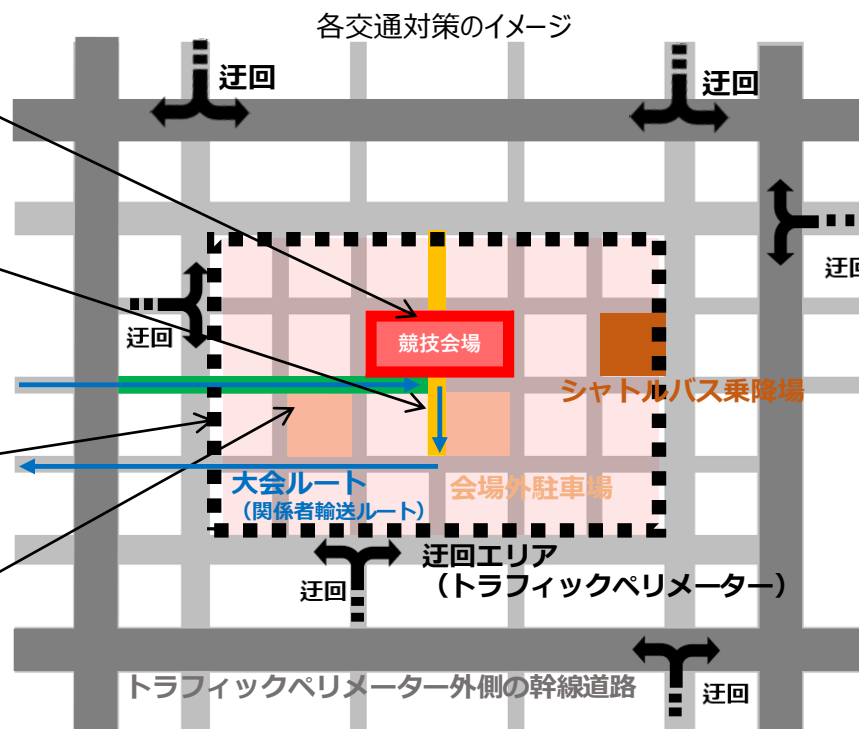 各交通対策のイメージ
迂回
迂回
迂回
迂回
競技会場
シャトルバス乗降場
大会ルート
（関係者輸送ルート）
会場外駐車場
迂回エリア
（トラフィックペリメーター）
迂回
トラフィックペリメーター外側の幹線道路
迂回